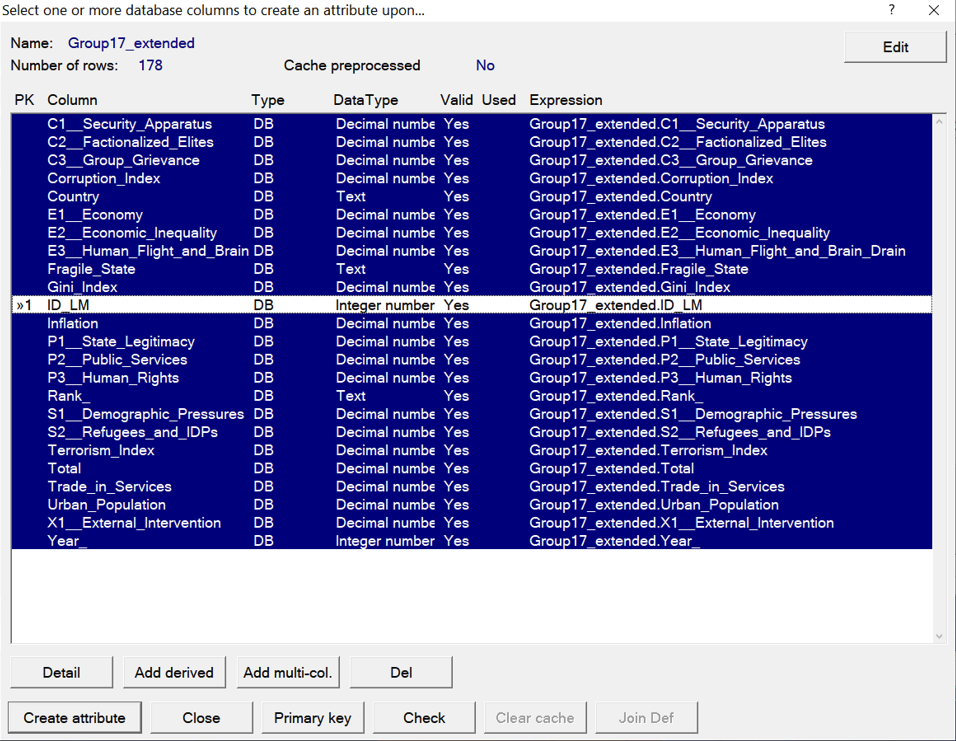 Select one or more database columns to create an attribute upon... ? ×
Name: Group17_extended Edit
Number of rows: 178 Cache preprocessed No
PK Column Type DataType Valid Used Expression
C1__Security_Apparatus DB Decimal numbe Yes Group17_extended.C1__Security_Apparatus
C2__Factionalized_Elites DB Decimal numbe Yes Group17_extended.C2__Factionalized_Elites
C3__Group_Grievance DB Decimal numbe Yes Group17_extended.C3__Group_Grievance
Corruption_Index DB Decimal numbe Yes Group17_extended.Corruption_Index
Country DB Text Yes Group17_extended.Country
E1__Economy DB Decimal numbe Yes Group17_extended.E1__Economy
E2__Economic_Inequality DB Decimal numbe Yes Group17_extended.E2__Economic_Inequality
E3__Human_Flight_and_Brain DB Decimal numbe Yes Group17_extended.E3__Human_Flight_and_Brain_Drain
Fragile_State DB Text Yes Group17_extended.Fragile_State
Gini_Index DB Decimal numbe Yes Group17_extended.Gini_Index
»1 ID_LM DB Integer number Yes Group17_extended.ID_LM
Inflation DB Decimal numbe Yes Group17_extended.Inflation
P1__State_Legitimacy DB Decimal numbe Yes Group17_extended.P1__State_Legitimacy
P2__Public_Services DB Decimal numbe Yes Group17_extended.P2__Public_Services
P3__Human_Rights DB Decimal numbe Yes Group17_extended.P3__Human_Rights
Rank_ DB Text Yes Group17_extended.Rank_
S1__Demographic_Pressures DB Decimal numbe Yes Group17_extended.S1__Demographic_Pressures
S2__Refugees_and_IDPs DB Decimal numbe Yes Group17_extended.S2__Refugees_and_IDPs
Terrorism_Index DB Decimal numbe Yes Group17_extended.Terrorism_Index
Total DB Decimal numbe Yes Group17_extended.Total
Trade_in_Services DB Decimal numbe Yes Group17_extended.Trade_in_Services
Urban_Population DB Decimal numbe Yes Group17_extended.Urban_Population
X1__External_Intervention DB Decimal numbe Yes Group17_extended.X1__External_Intervention
Year_ DB Integer number Yes Group17_extended.Year_
Detail Add derived Add multi-col. Del
Create attribute Close Primary key Check Clear cache Join Def